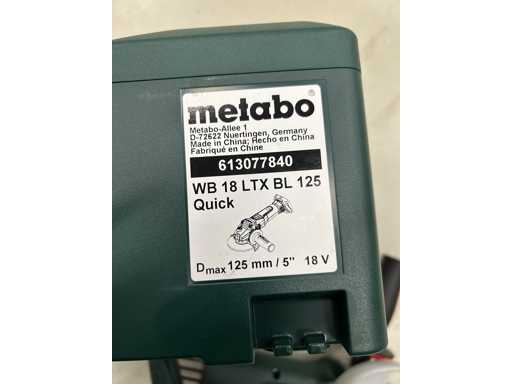 metabo®
Metabo-Allee 1
D-72622 Nuertingen, Germany
Made in China; Hecho en China
Fabriqué en Chine
613077840
WB 18 LTX BL 125
Quick
Dmax 125 mm / 5" 18 V